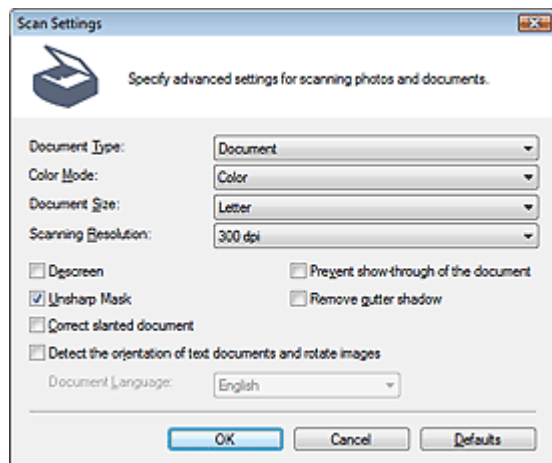 Scan Settings
Specify advanced settings for scanning photos and documents.
Document Type: Document
Color Mode: Color
Document Size: Letter
Scanning Resolution: 300 dpi
Descreen Prevent show-through of the document
Unsharp Mask Remove gutter shadow
Correct slanted document
Detect the orientation of text documents and rotate images
Document Language: English
OK Cancel Defaults